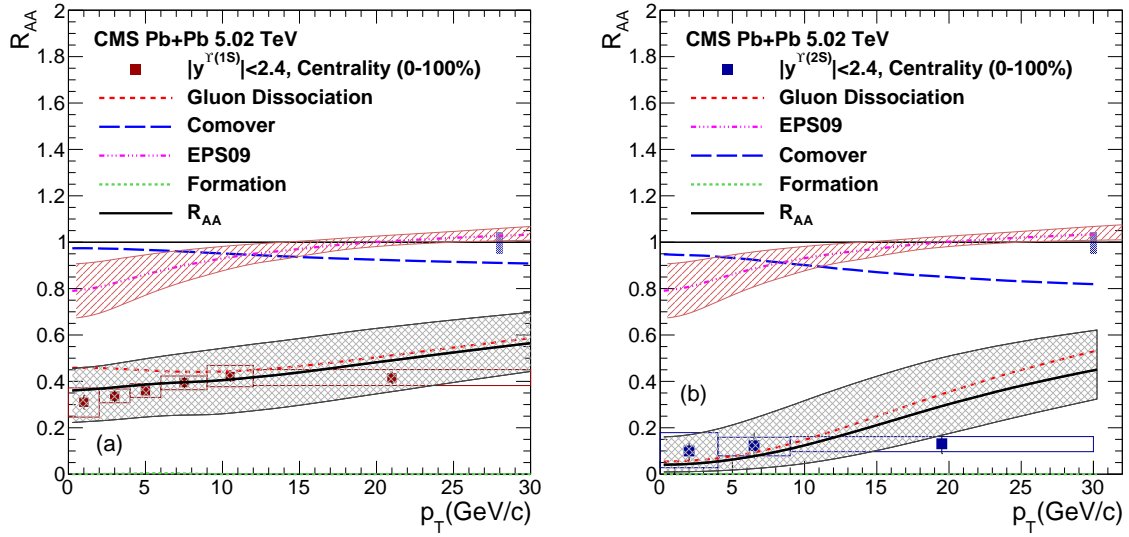 R_AA
2
1.8
1.6
1.4
1.2
1
0.8
0.6
0.4
0.2
0
CMS Pb+Pb 5.02 TeV
|y^ϒ(1S)|<2.4, Centrality (0-100%)
Gluon Dissociation
Comover
EPS09
Formation
R_AA
(a)
0 5 10 15 20 25 30
p_T(GeV/c)
R_AA
2
1.8
1.6
1.4
1.2
1
0.8
0.6
0.4
0.2
0
CMS Pb+Pb 5.02 TeV
|y^ϒ(2S)|<2.4, Centrality (0-100%)
Gluon Dissociation
EPS09
Comover
Formation
R_AA
(b)
0 5 10 15 20 25 30
p_T(GeV/c)